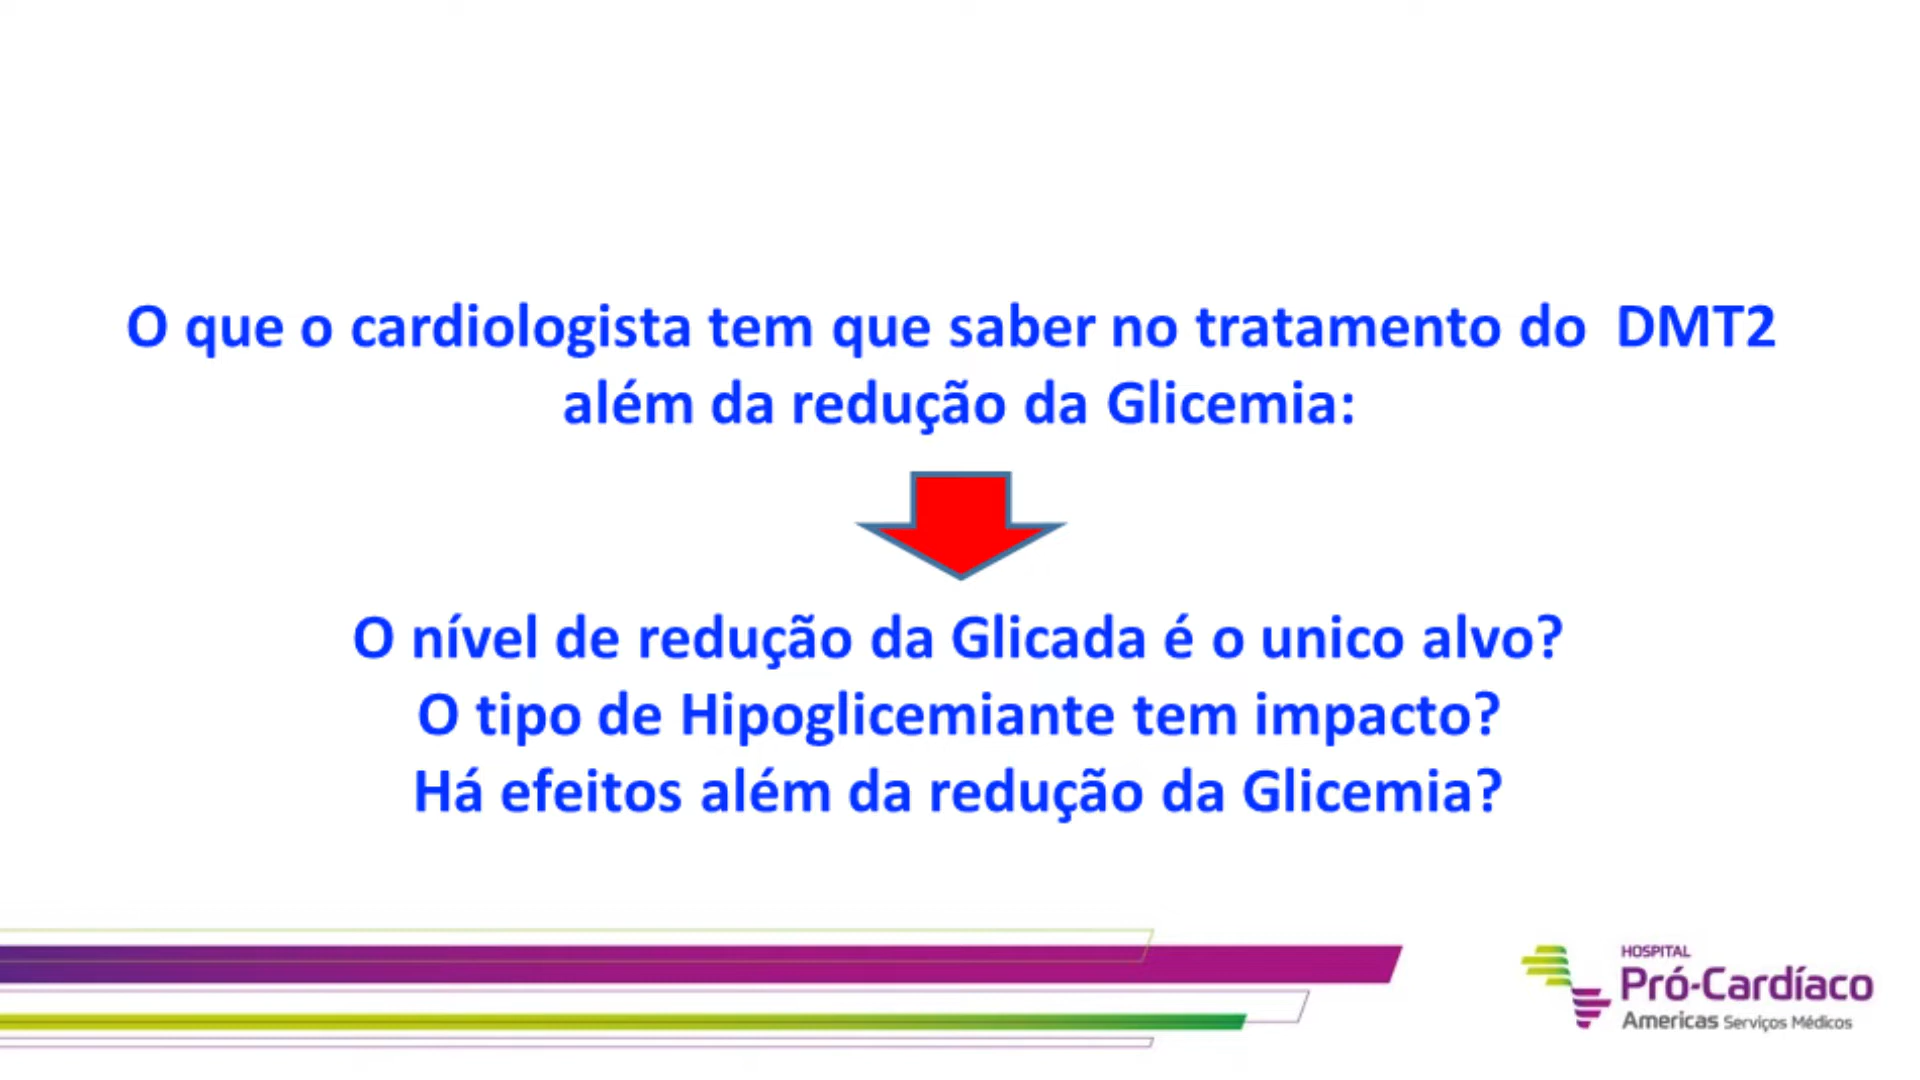 O que o cardiologista tem que saber no tratamento do DMT2
além da redução da Glicemia:
O nível de redução da Glicada é o unico alvo?
O tipo de Hipoglicemiante tem impacto?
Há efeitos além da redução da Glicemia?
HOSPITAL
Pró-Cardíaco
Americas Serviços Médicos